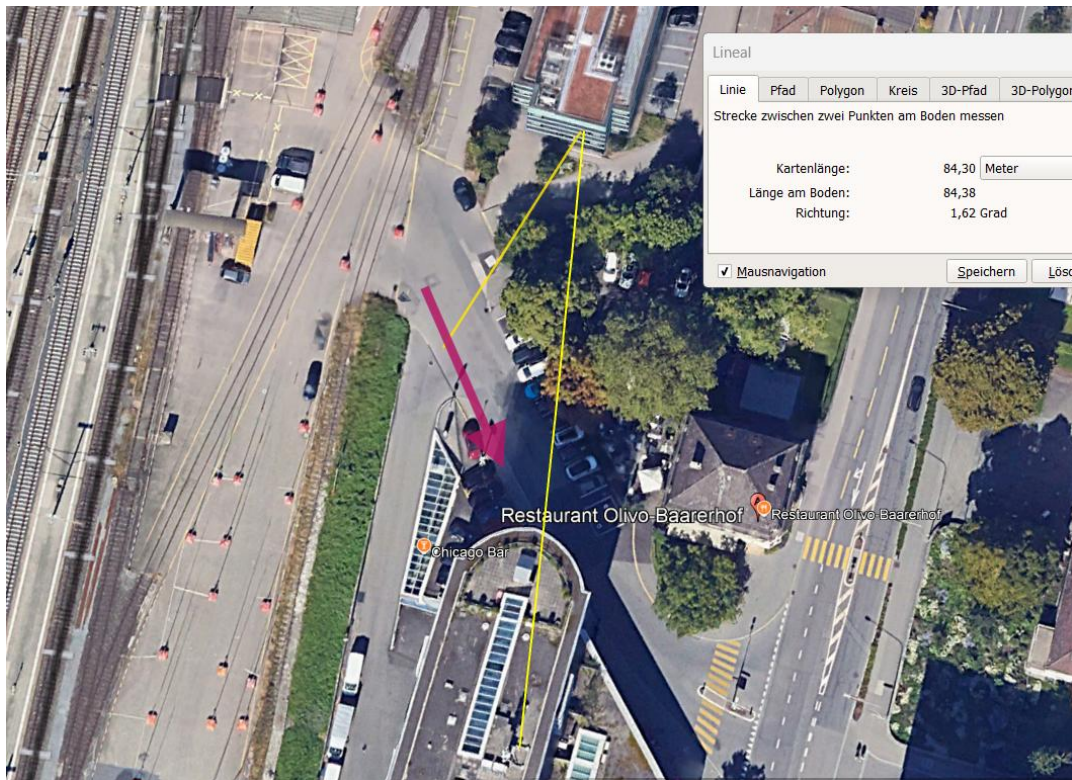 Lineal
Linie Pfad Polygon Kreis 3D-Pfad 3D-Polygon
Strecke zwischen zwei Punkten am Boden messen
Kartenlänge: 84,30 Meter
Länge am Boden: 84,38
Richtung: 1,62 Grad
Mausnavigation Speichern Lösc
Restaurant Olivo-Baarerhof Restaurant Olivo-Baarerhof
Chicago Bar